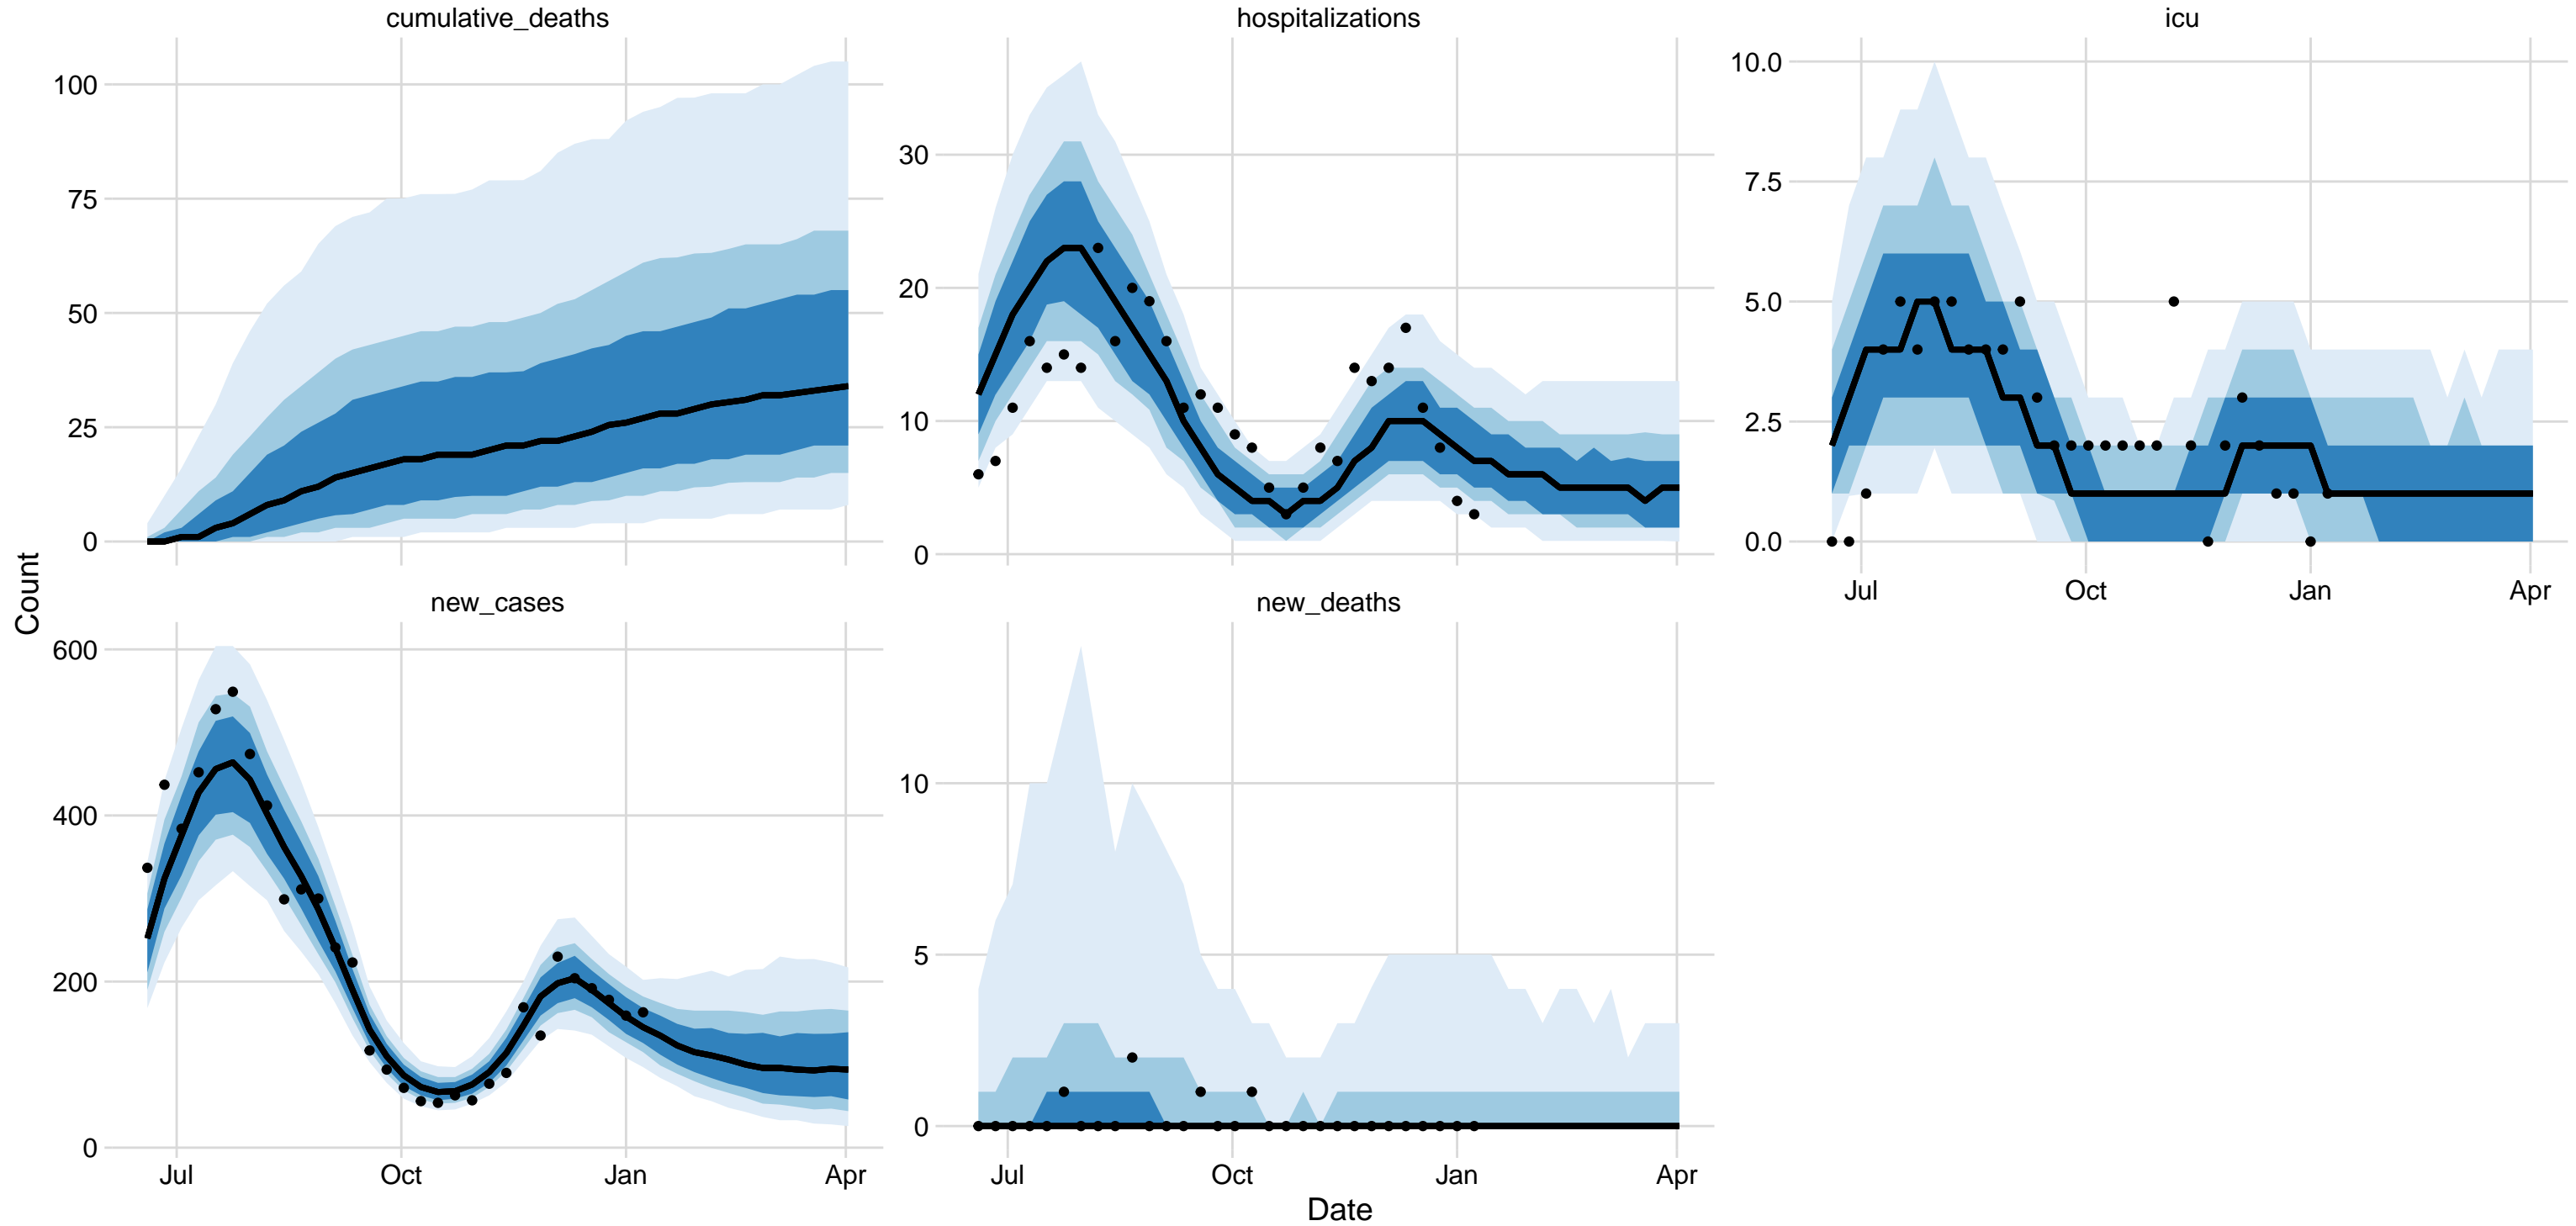 cumulative_deaths
hospitalizations
icu
100
75
50
25
0
30
20
10
0
10.0
7.5
5.0
2.5
0.0
Jul Oct Jan Apr
Count
new_cases
new_deaths
600
400
200
0
10
5
0
Jul Oct Jan Apr
Jul Oct Jan Apr
Date